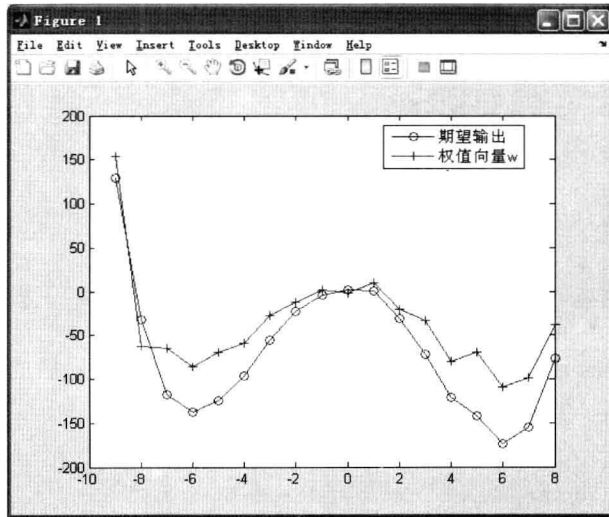 Figure 1
File Edit View Insert Tools Desktop Window Help
期望输出
权值向量w
200
150
100
50
0
-50
-100
-150
-200
-10 -8 -6 -4 -2 0 2 4 6 8